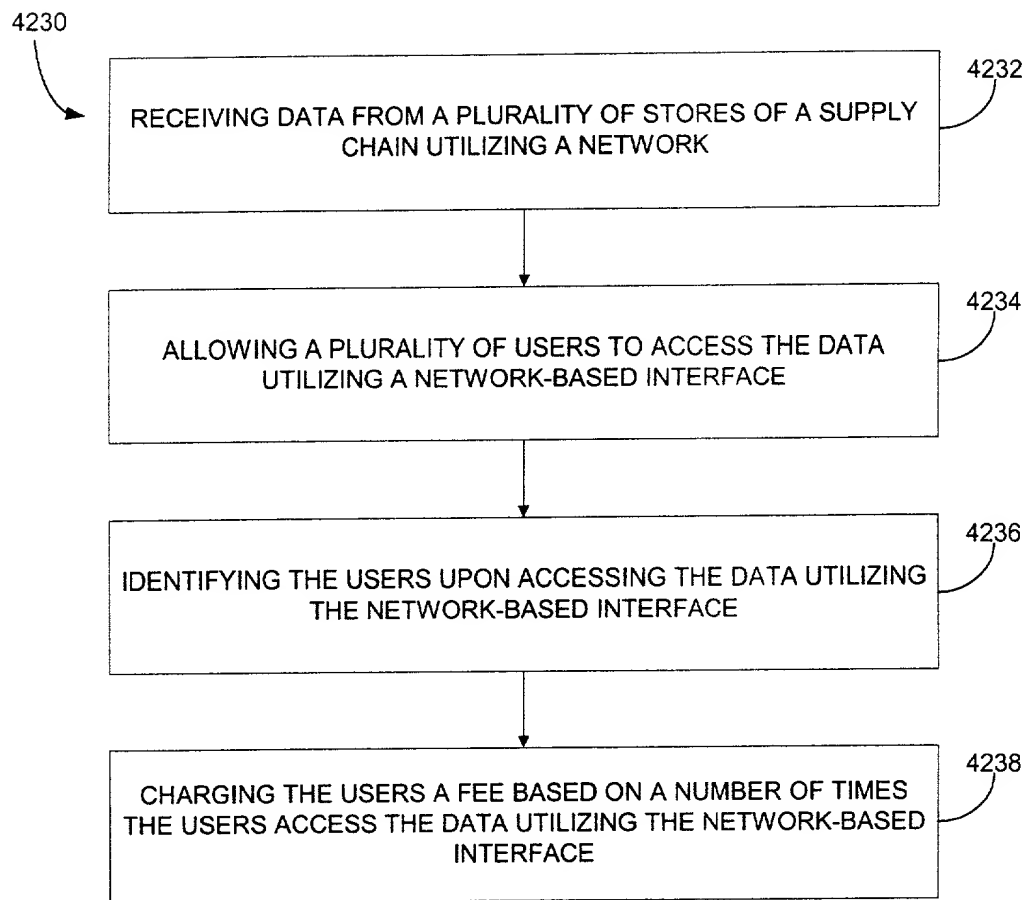 4230
4232
RECEIVING DATA FROM A PLURALITY OF STORES OF A SUPPLY
CHAIN UTILIZING A NETWORK
4234
ALLOWING A PLURALITY OF USERS TO ACCESS THE DATA
UTILIZING A NETWORK-BASED INTERFACE
4236
IDENTIFYING THE USERS UPON ACCESSING THE DATA UTILIZING
THE NETWORK-BASED INTERFACE
4238
CHARGING THE USERS A FEE BASED ON A NUMBER OF TIMES
THE USERS ACCESS THE DATA UTILIZING THE NETWORK-BASED
INTERFACE